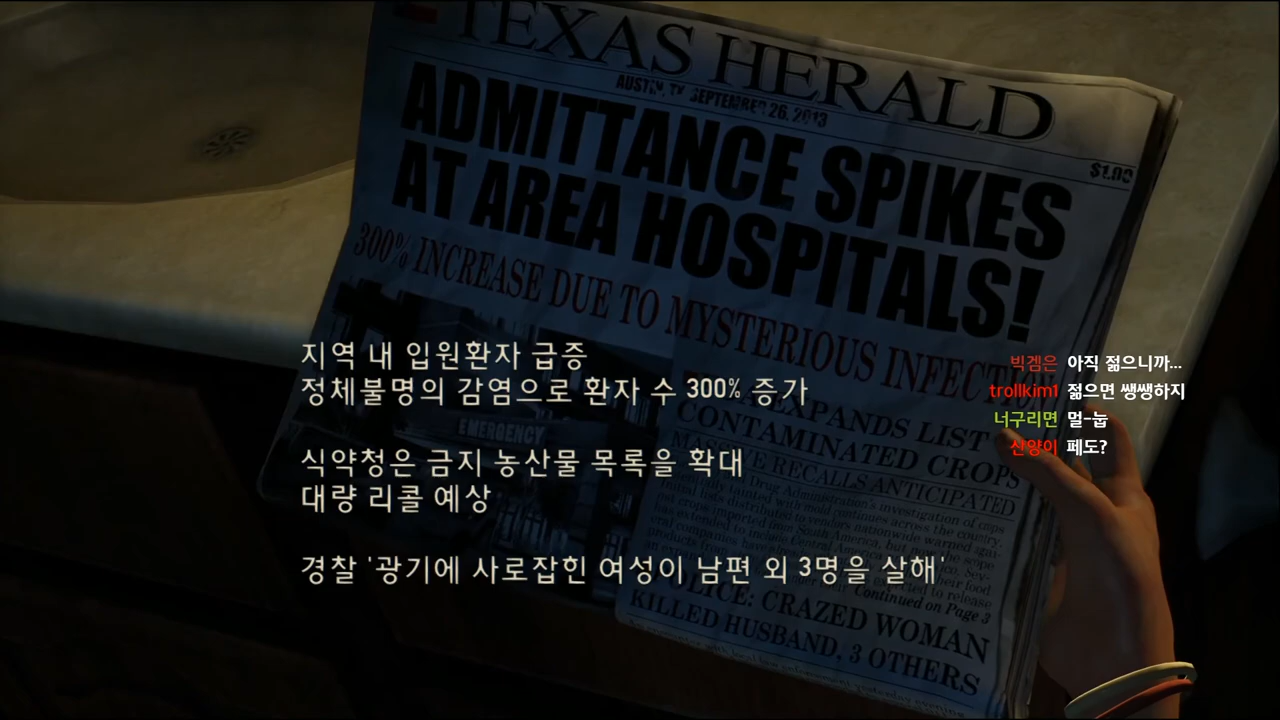 TEXAS HERALD
AUSTIN, TX SEPTEMBER 26, 2013
$1.00
ADMITTANCE SPIKES
AT AREA HOSPITALS!
300% INCREASE DUE TO MYSTERIOUS INFECT
EXPANDS LIST
CONTAMINATED CROPS
MASSIVE RECALLS ANTICIPATED
EMERGENCY
Continued on Page 3
POLICE: CRAZED WOMAN
KILLED HUSBAND, 3 OTHERS
지역 내 입원환자 급증
정체불명의 감염으로 환자 수 300% 증가
식약청은 금지 농산물 목록을 확대
대량 리콜 예상
경찰 '광기에 사로잡힌 여성이 남편 외 3명을 살해'
빅겜은 아직 젊으니까...
trollkim1 젊으면 쌩쌩하지
너구리면 멀-눕
신양이 페도?